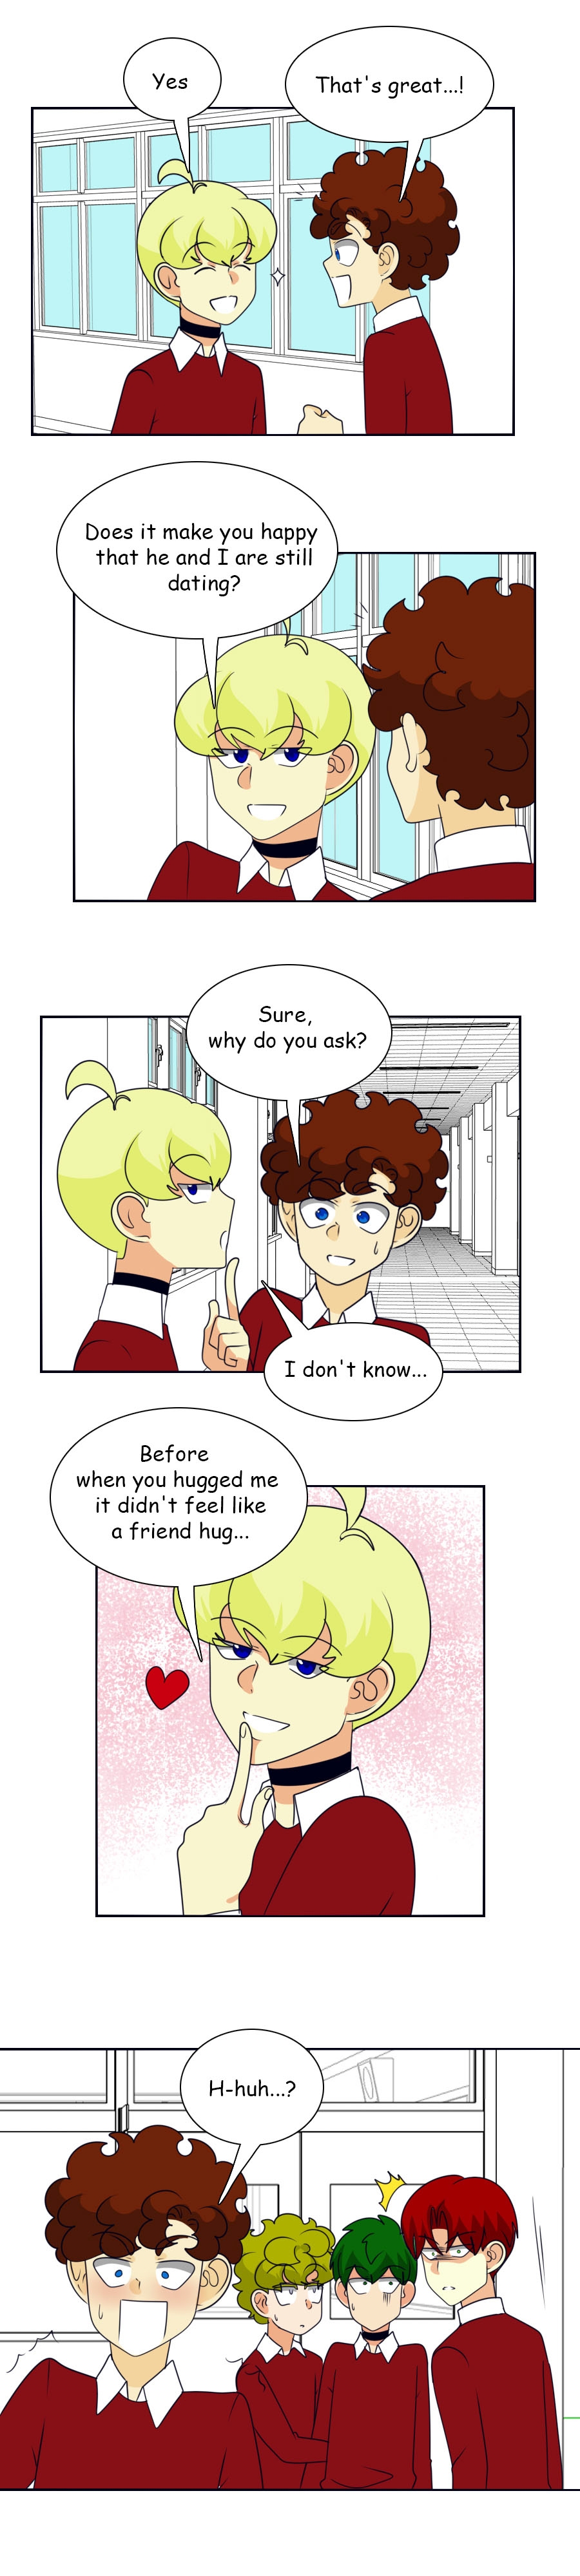 Yes
That's great...!
Does it make you happy
that he and I are still
dating?
Sure,
why do you ask?
I don't know...
Before
when you hugged me
it didn't feel like
a friend hug...
H-huh...?